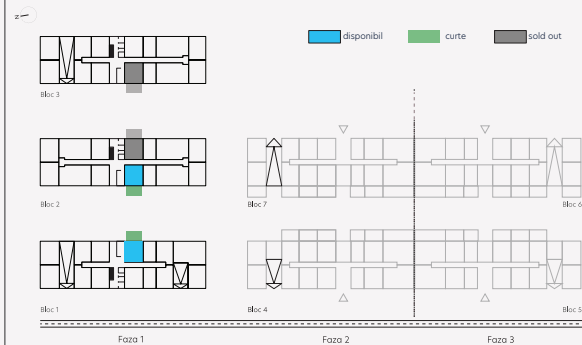 z
disponibil curte sold out
Bloc 3
Bloc 2 Bloc 7 Bloc 6
Bloc 1 Bloc 4 Bloc 5
Faza 1 Faza 2 Faza 3